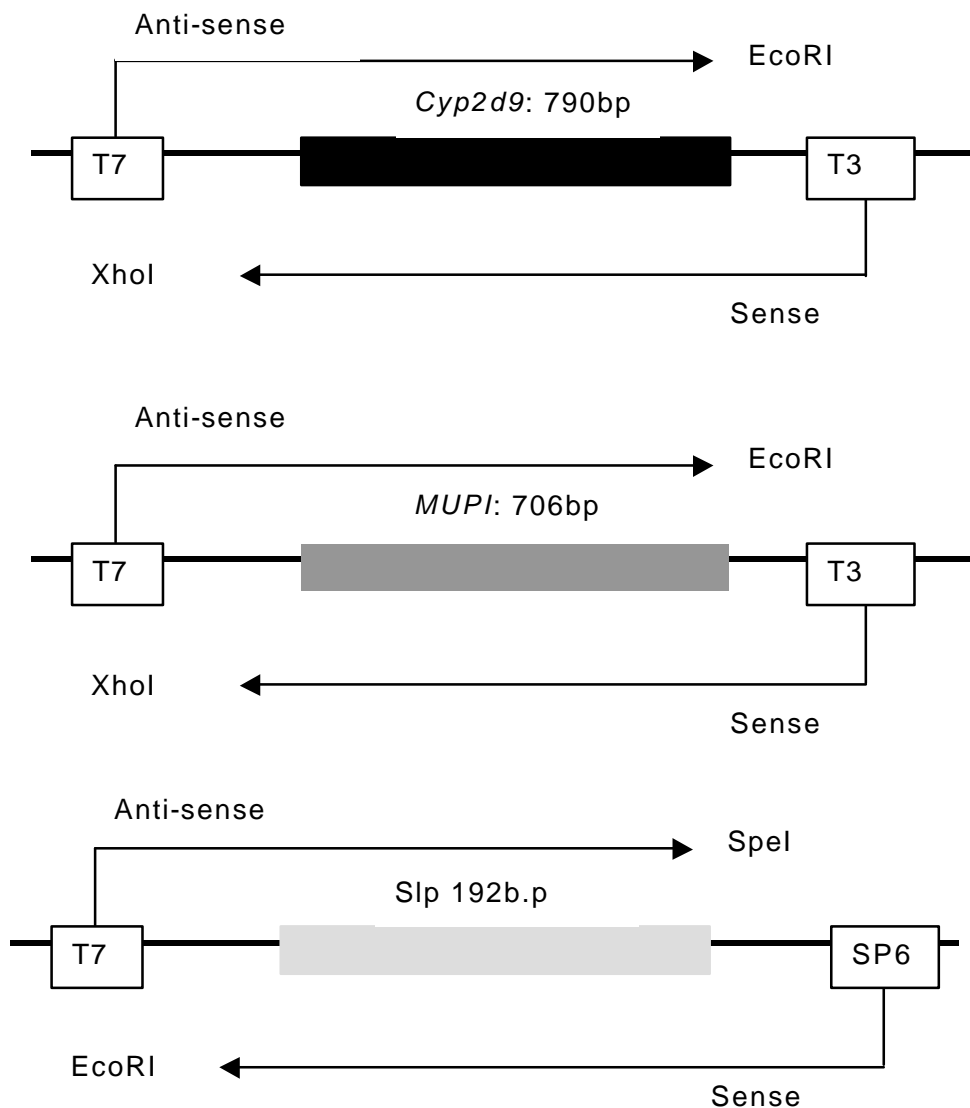 Anti-sense
EcoRI
Cyp2d9: 790bp
T7
T3
XhoI
Sense
Anti-sense
EcoRI
MUPI: 706bp
T7
T3
XhoI
Sense
Anti-sense
SpeI
Slp 192b.p
T7
SP6
EcoRI
Sense